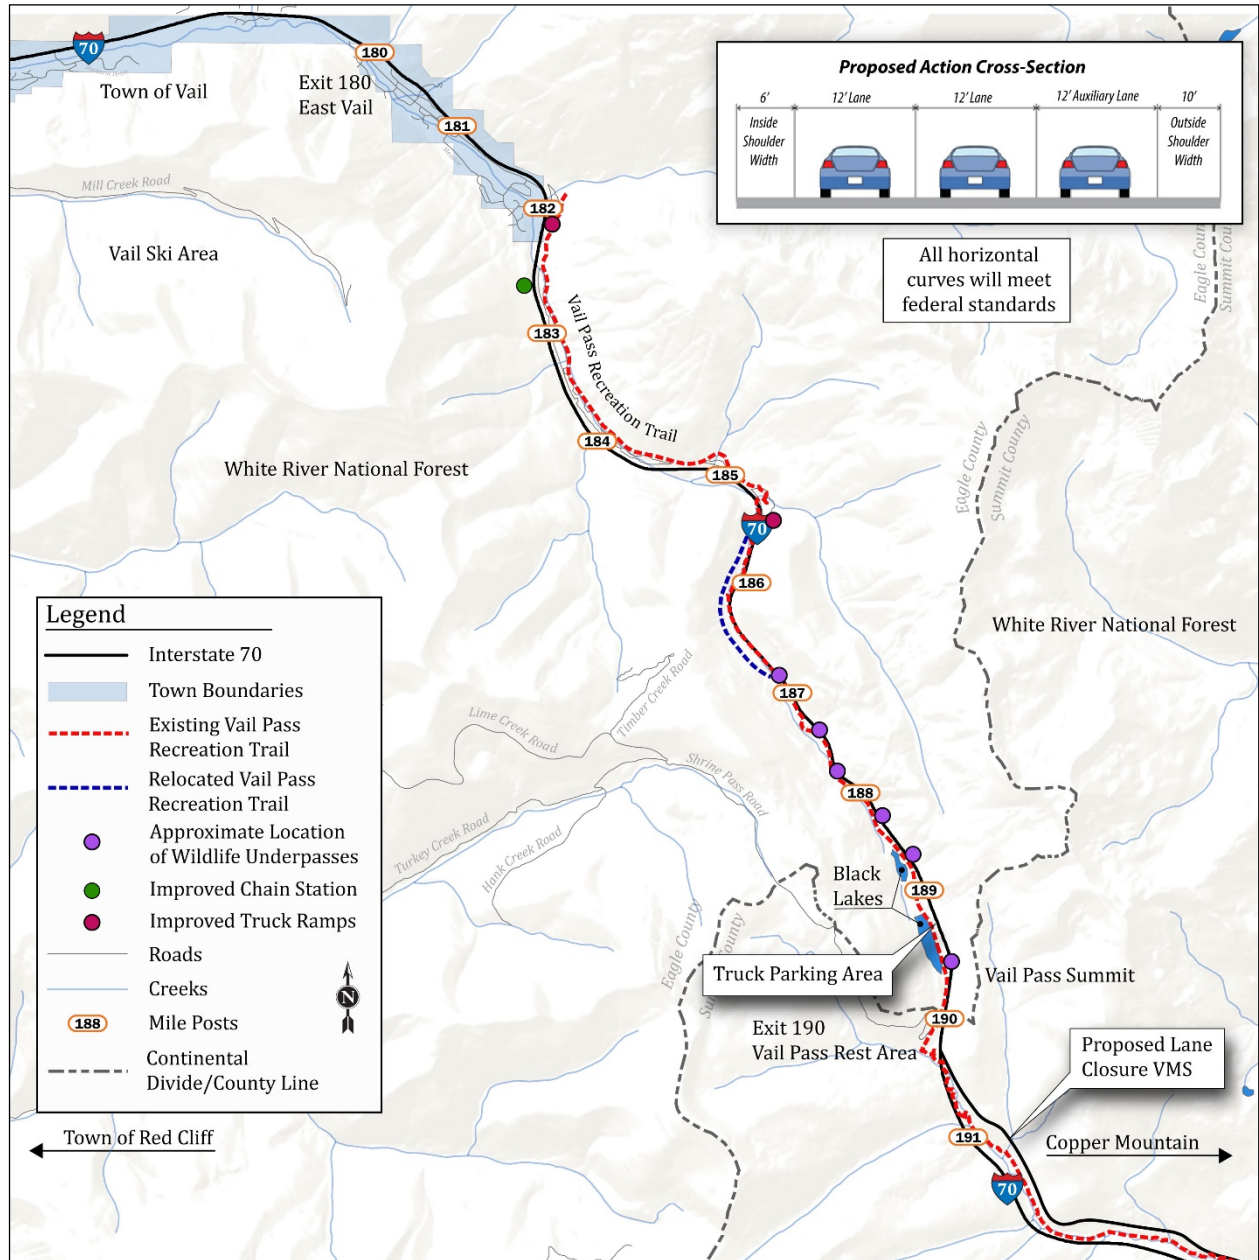 70
180
Town of Vail
Exit 180
East Vail
181
Mill Creek Road
182
Vail Ski Area
183
Vail Pass Recreation Trail
184
185
White River National Forest
70
186
187
188
189
190
191
70
Proposed Action Cross-Section
6'
12' Lane
12' Lane
12' Auxiliary Lane
10'
Inside
Shoulder
Width
Outside
Shoulder
Width
All horizontal
curves will meet
federal standards
Eagle County
Summit County
Eagle County
Summit County
White River National Forest
Timber Creek Road
Lime Creek Road
Shrine Pass Road
Turkey Creek Road
Hank Creek Road
Black
Lakes
Truck Parking Area
Vail Pass Summit
Eagle County
Exit 190
Vail Pass Rest Area
Proposed Lane
Closure VMS
Copper Mountain
Town of Red Cliff
Legend
Interstate 70
Town Boundaries
Existing Vail Pass
Recreation Trail
Relocated Vail Pass
Recreation Trail
Approximate Location
of Wildlife Underpasses
Improved Chain Station
Improved Truck Ramps
Roads
Creeks
N
188
Mile Posts
Continental
Divide/County Line